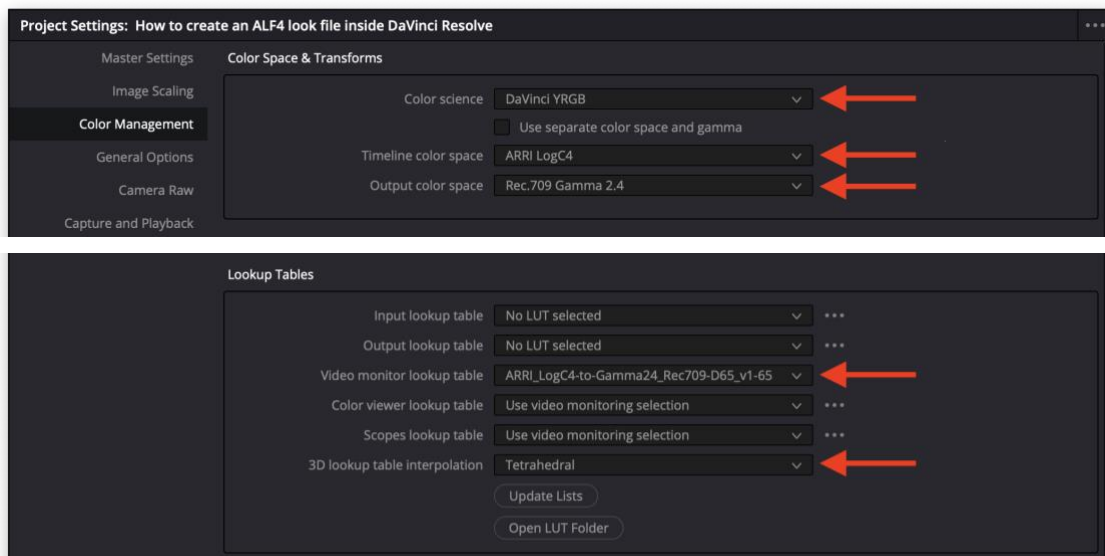 Project Settings: How to create an ALF4 look file inside DaVinci Resolve
Master Settings
Image Scaling
Color Management
General Options
Camera Raw
Capture and Playback
Color Space & Transforms
Color science DaVinci YRGB
Use separate color space and gamma
Timeline color space ARRI LogC4
Output color space Rec.709 Gamma 2.4
Lookup Tables
Input lookup table No LUT selected
Output lookup table No LUT selected
Video monitor lookup table ARRI_LogC4-to-Gamma24_Rec709-D65_v1-65
Color viewer lookup table Use video monitoring selection
Scopes lookup table Use video monitoring selection
3D lookup table interpolation Tetrahedral
Update Lists
Open LUT Folder